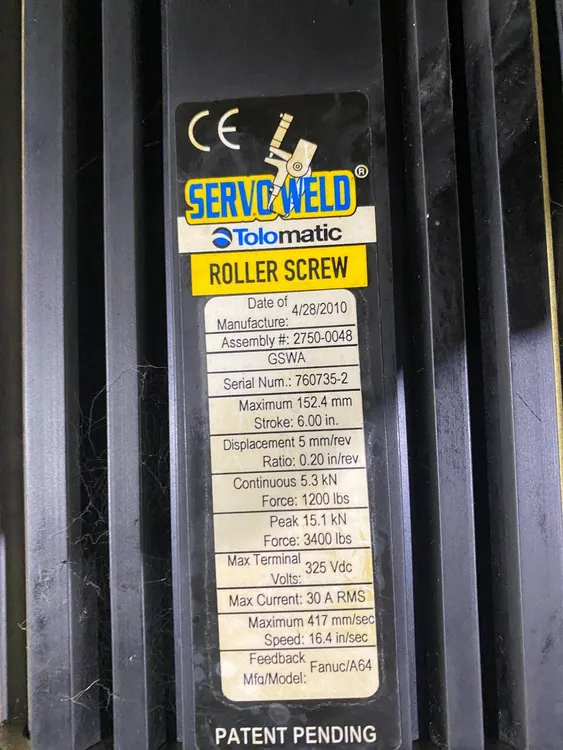 CE
SERVO WELD®
Tolomatic
ROLLER SCREW
Date of 4/28/2010
Manufacture:
Assembly #: 2750-0048
GSWA
Serial Num.: 760735-2
Maximum 152.4 mm
Stroke: 6.00 in.
Displacement 5 mm/rev
Ratio: 0.20 in/rev
Continuous 5.3 kN
Force: 1200 lbs
Peak 15.1 kN
Force: 3400 lbs
Max Terminal 325 Vdc
Volts:
Max Current: 30 A RMS
Maximum 417 mm/sec
Speed: 16.4 in/sec
Feedback Fanuc/A64
Mfg/Model:
PATENT PENDING